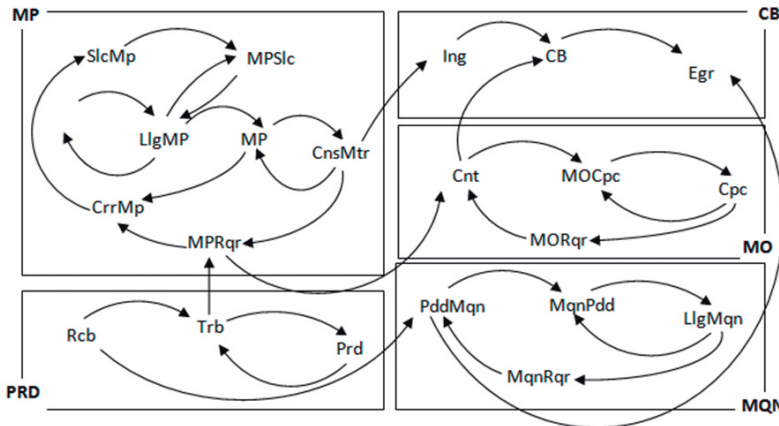 MP
SlcMp
MPSlc
LlgMP
MP
CnsMtr
CrrMp
MPRqr
CB
Ing
CB
Egr
Cnt
MOCpc
Cpc
MORqr
MO
Rcb
Trb
Prd
PRD
PddMqn
MqnPdd
LlgMqn
MqnRqr
MQN